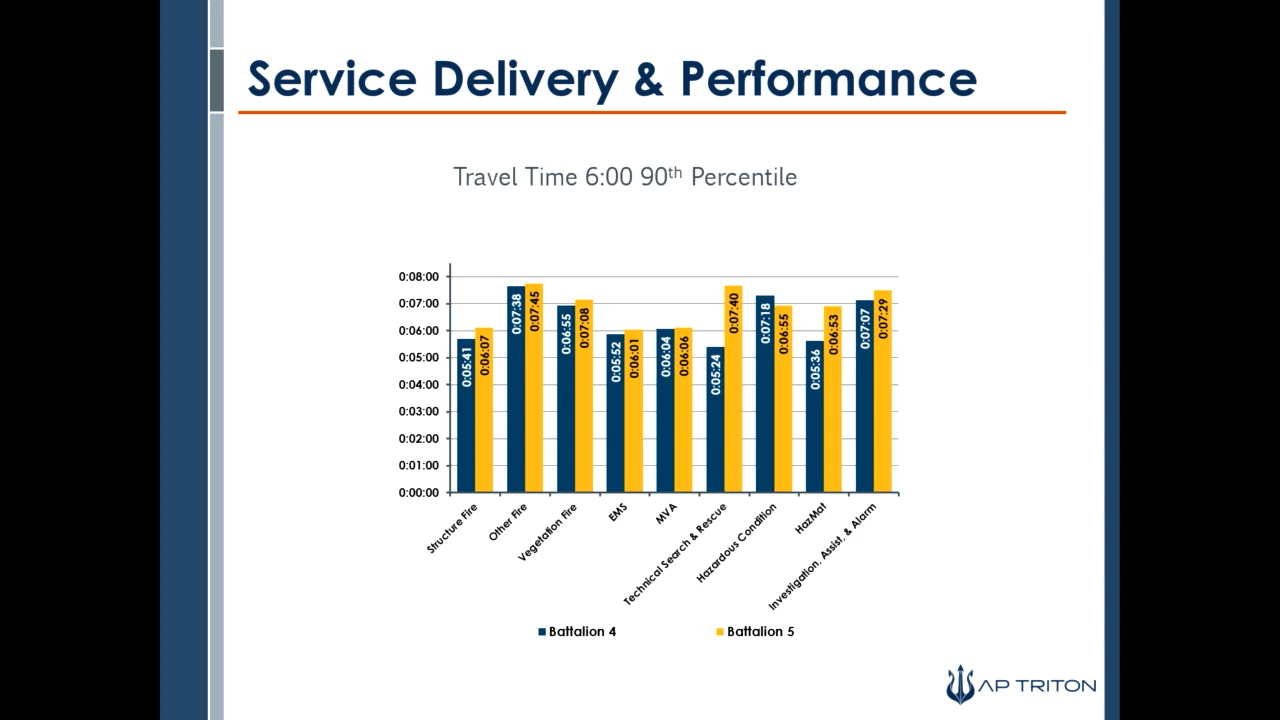 Service Delivery & Performance
Travel Time 6:00 90th Percentile
0:08:00
0:07:00
0:06:00
0:05:00
0:04:00
0:03:00
0:02:00
0:01:00
0:00:00
0:05:41
0:06:07
0:07:38
0:07:45
0:06:55
0:07:08
0:05:52
0:06:01
0:06:04
0:06:06
0:05:24
0:07:40
0:07:18
0:06:55
0:05:36
0:06:53
0:07:07
0:07:29
Structure Fire
Other Fire
Vegetation Fire
EMS
MVA
Technical Search & Rescue
Hazardous Condition
HazMat
Investigation, Assist, & Alarm
Battalion 4
Battalion 5
AP TRITON